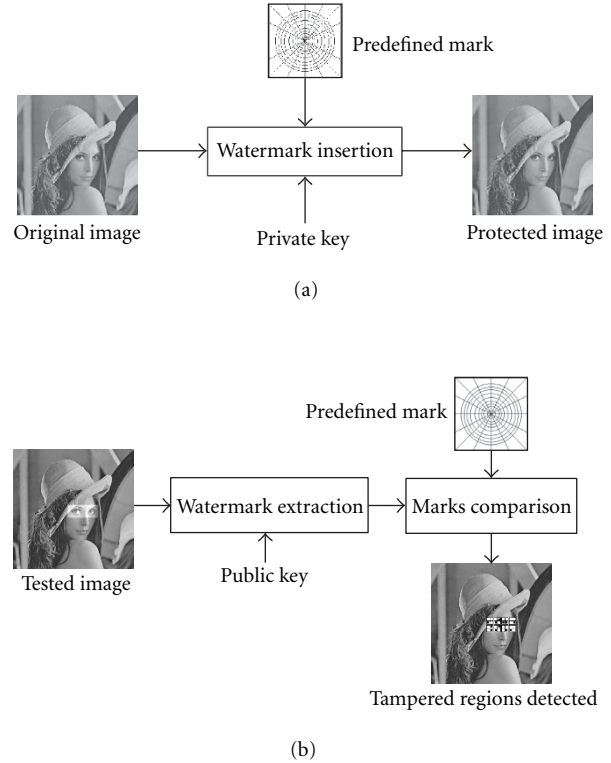 Predefined mark
Watermark insertion
Original image
Private key
Protected image
(a)
Predefined mark
Watermark extraction
Marks comparison
Tested image
Public key
Tampered regions detected
(b)